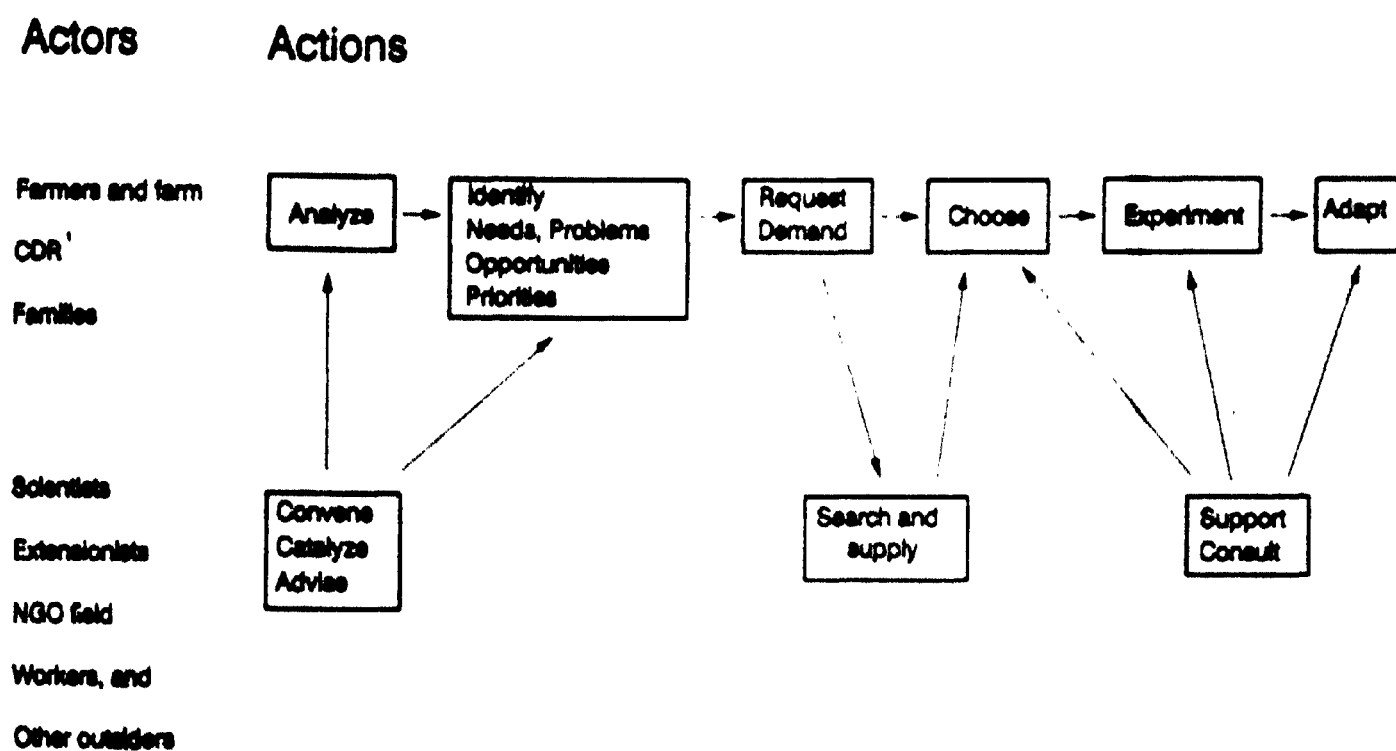 Actors
Actions
Farmers and farm
CDR¹
Families
Analyze
Identify
Needs, Problems
Opportunities
Priorities
Request
Demand
Choose
Experiment
Adapt
Scientists
Extensionists
NGO field
Workers, and
Other outsiders
Convene
Catalyze
Advise
Search and
supply
Support
Consult